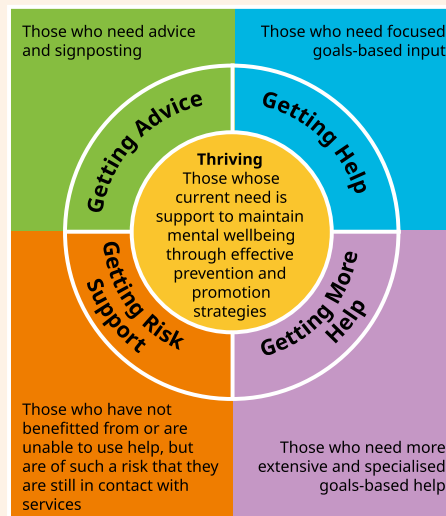 Those who need advice
and signposting
Those who need focused
goals-based input
Getting Advice
Getting Help
Thriving
Those whose
current need is
support to maintain
mental wellbeing
through effective
prevention and
promotion
strategies
Getting Risk
Support
Getting More
Help
Those who have not
benefitted from or are
unable to use help, but
are of such a risk that they
are still in contact with
services
Those who need more
extensive and specialised
goals-based help